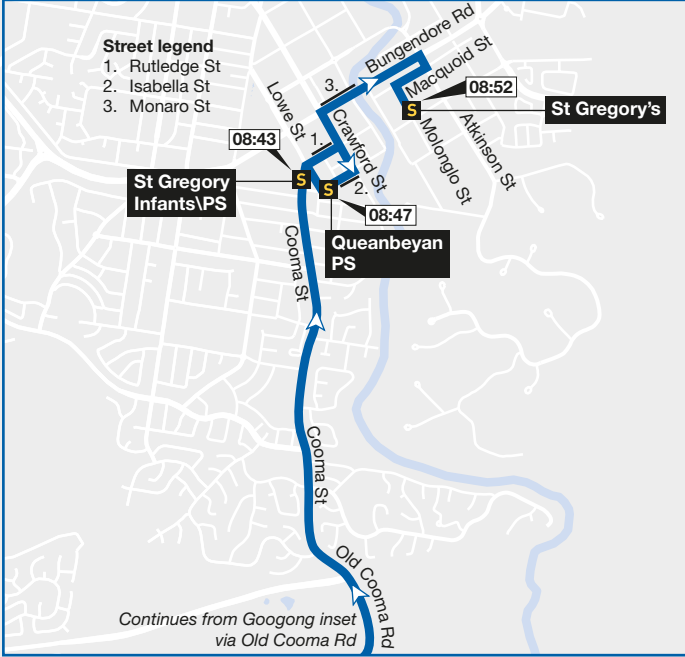 Street legend
1. Rutledge St
2. Isabella St
3. Monaro St
Bungendore Rd
Macquoid St
3.
08:52
St Gregory's
Lowe St
Crawford St
Molonglo St
Atkinson St
08:43
1.
St Gregory
Infants\PS
S
S
S
2.
08:47
Queanbeyan
PS
Cooma St
Cooma St
Old Cooma Rd
Continues from Googong inset
via Old Cooma Rd